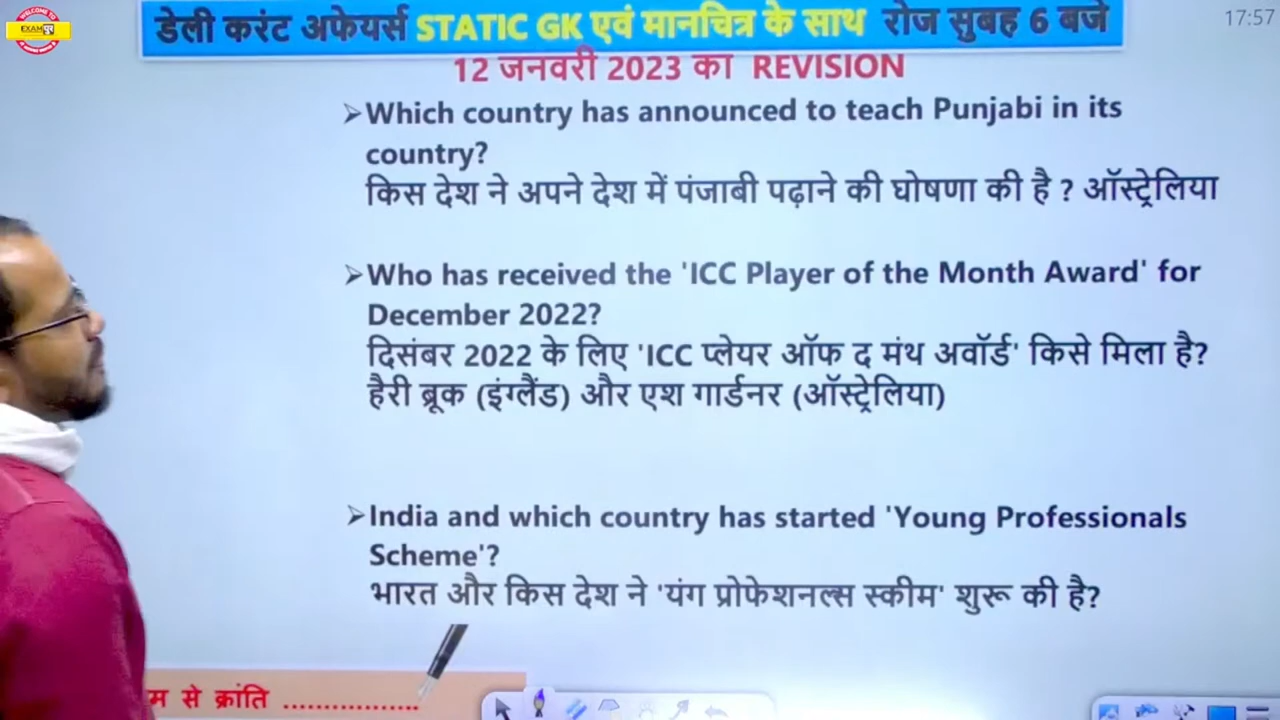 WELCOME TO
EXAM
डेली करंट अफेयर्स STATIC GK एवं मानचित्र के साथ रोज सुबह 6 बजे
17:57
12 जनवरी 2023 का REVISION
➢Which country has announced to teach Punjabi in its
country?
किस देश ने अपने देश में पंजाबी पढ़ाने की घोषणा की है ? ऑस्ट्रेलिया
➢Who has received the 'ICC Player of the Month Award' for
December 2022?
दिसंबर 2022 के लिए 'ICC प्लेयर ऑफ द मंथ अवॉर्ड' किसे मिला है?
हैरी ब्रूक (इंग्लैंड) और एश गार्डनर (ऑस्ट्रेलिया)
➢India and which country has started 'Young Professionals
Scheme'?
भारत और किस देश ने 'यंग प्रोफेशनल्स स्कीम' शुरू की है?
म से क्रांति .................